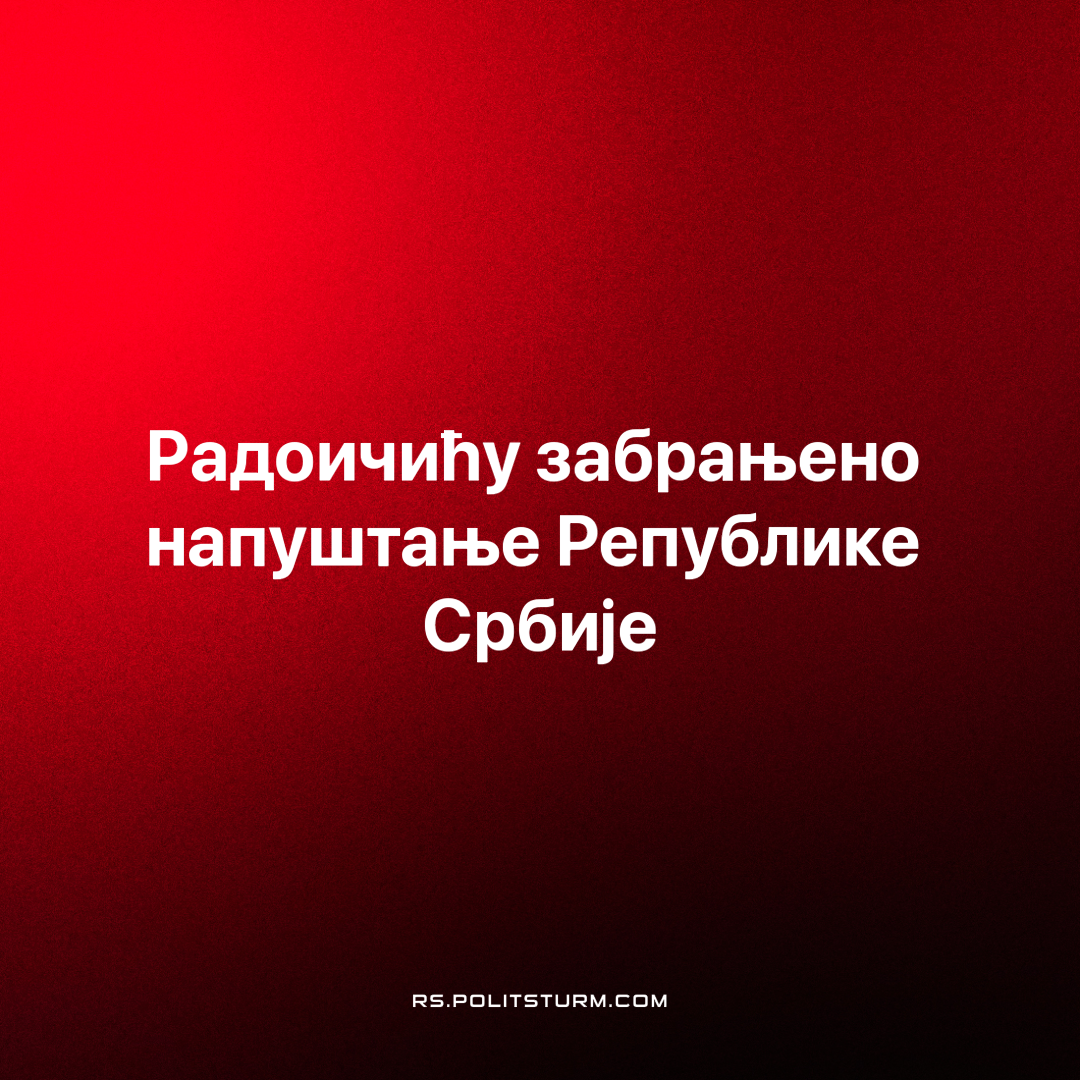 Радоичићу забрањено
напуштање Републике
Србије
RS.POLITSTURM.COM